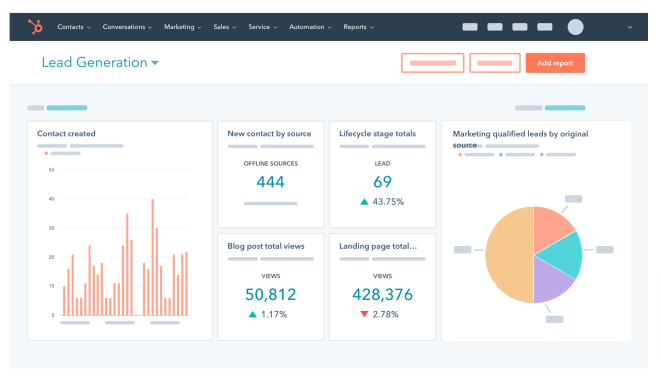 Contacts Conversations Marketing Sales Service Automation Reports
Lead Generation
Add report
Contact created
50
40
30
20
10
0
New contact by source
OFFLINE SOURCES
444
Lifecycle stage totals
LEAD
69
43.75%
Blog post total views
VIEWS
50,812
1.17%
Landing page total...
VIEWS
428,376
2.78%
Marketing qualified leads by original
source